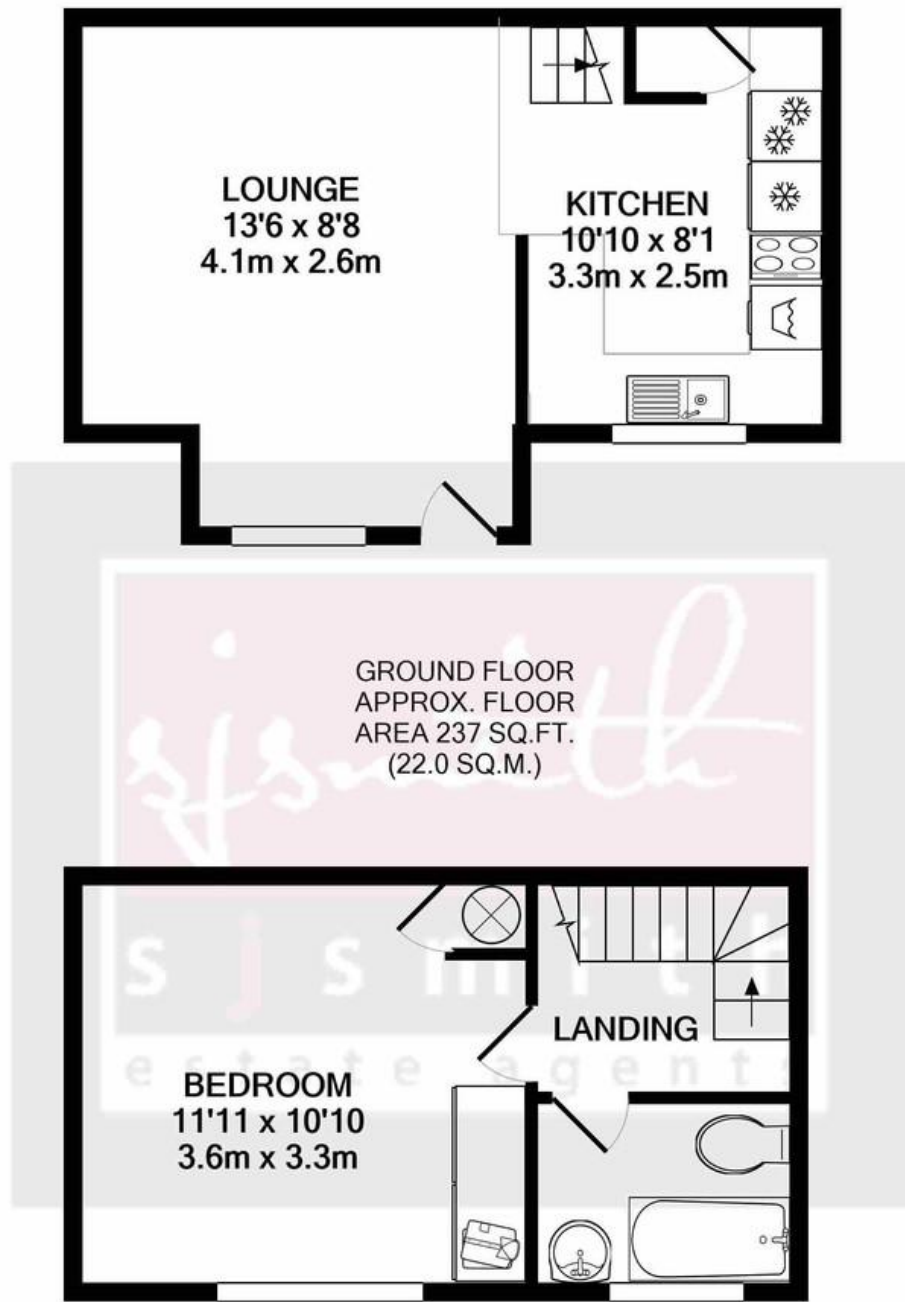 LOUNGE
13'6 x 8'8
4.1m x 2.6m
KITCHEN
10'10 x 8'1
3.3m x 2.5m
sjsmith
GROUND FLOOR
APPROX. FLOOR
AREA 237 SQ.FT.
(22.0 SQ.M.)
sjsmith
estate agents
LANDING
BEDROOM
11'11 x 10'10
3.6m x 3.3m